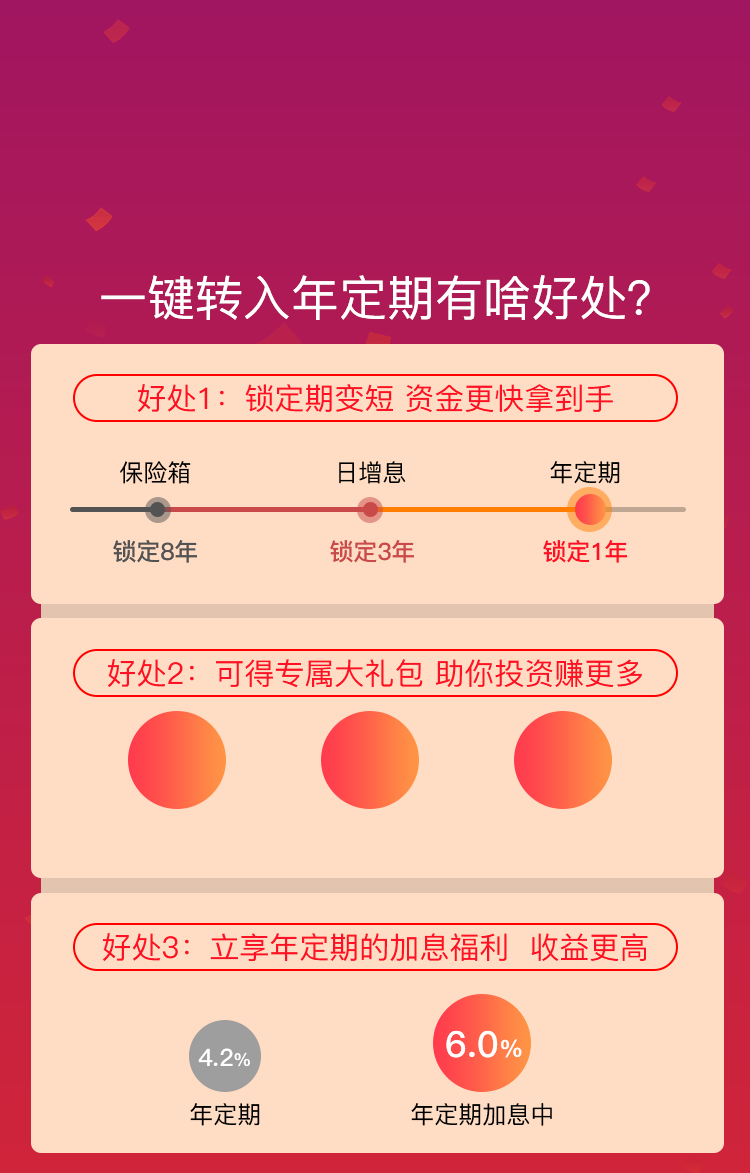 一键转入年定期有啥好处?
好处1：锁定期变短 资金更快拿到手
保险箱 日增息 年定期
锁定8年 锁定3年 锁定1年
好处2：可得专属大礼包 助你投资赚更多
好处3：立享年定期的加息福利 收益更高
4.2% 6.0%
年定期 年定期加息中